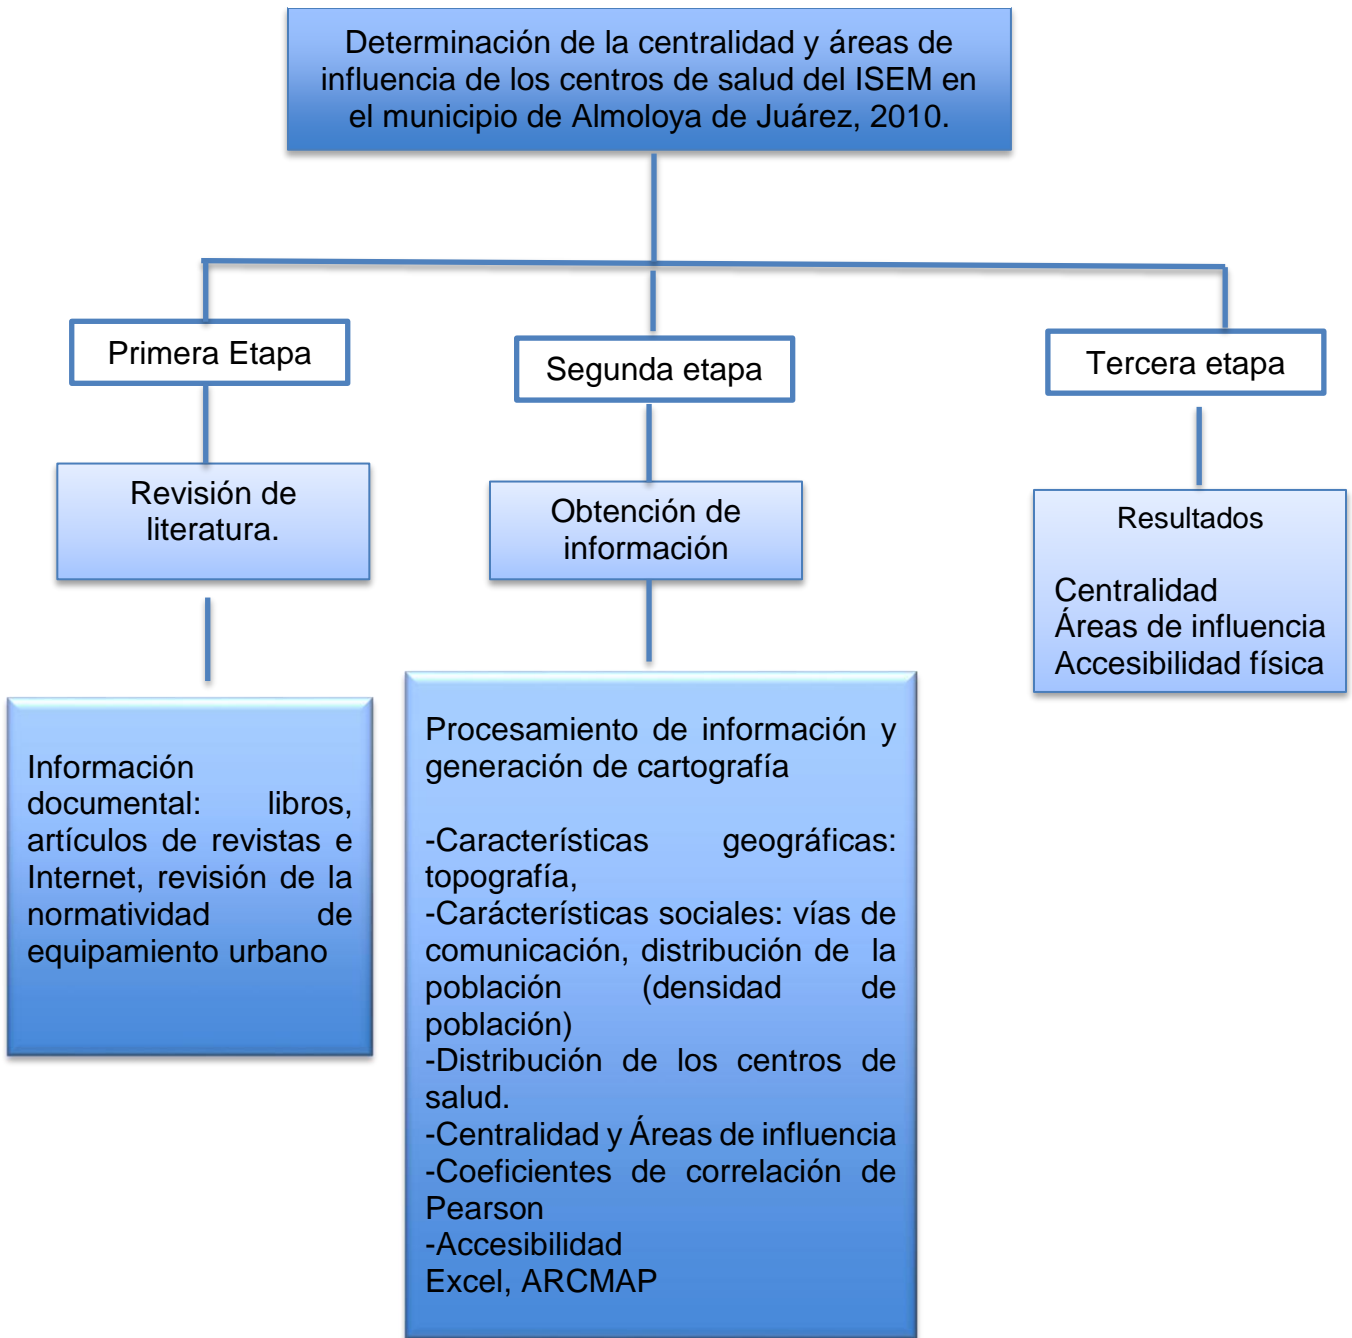 Determinación de la centralidad y áreas de
influencia de los centros de salud del ISEM en
el municipio de Almoloya de Juárez, 2010.
Primera Etapa
Revisión de
literatura.
Información
documental: libros,
artículos de revistas e
Internet, revisión de la
normatividad de
equipamiento urbano
Segunda etapa
Obtención de
información
Procesamiento de información y
generación de cartografía
-Características geográficas:
topografía,
-Carácterísticas sociales: vías de
comunicación, distribución de la
población (densidad de
población)
-Distribución de los centros de
salud.
-Centralidad y Áreas de influencia
-Coeficientes de correlación de
Pearson
-Accesibilidad
Excel, ARCMAP
Tercera etapa
Resultados
Centralidad
Áreas de influencia
Accesibilidad física